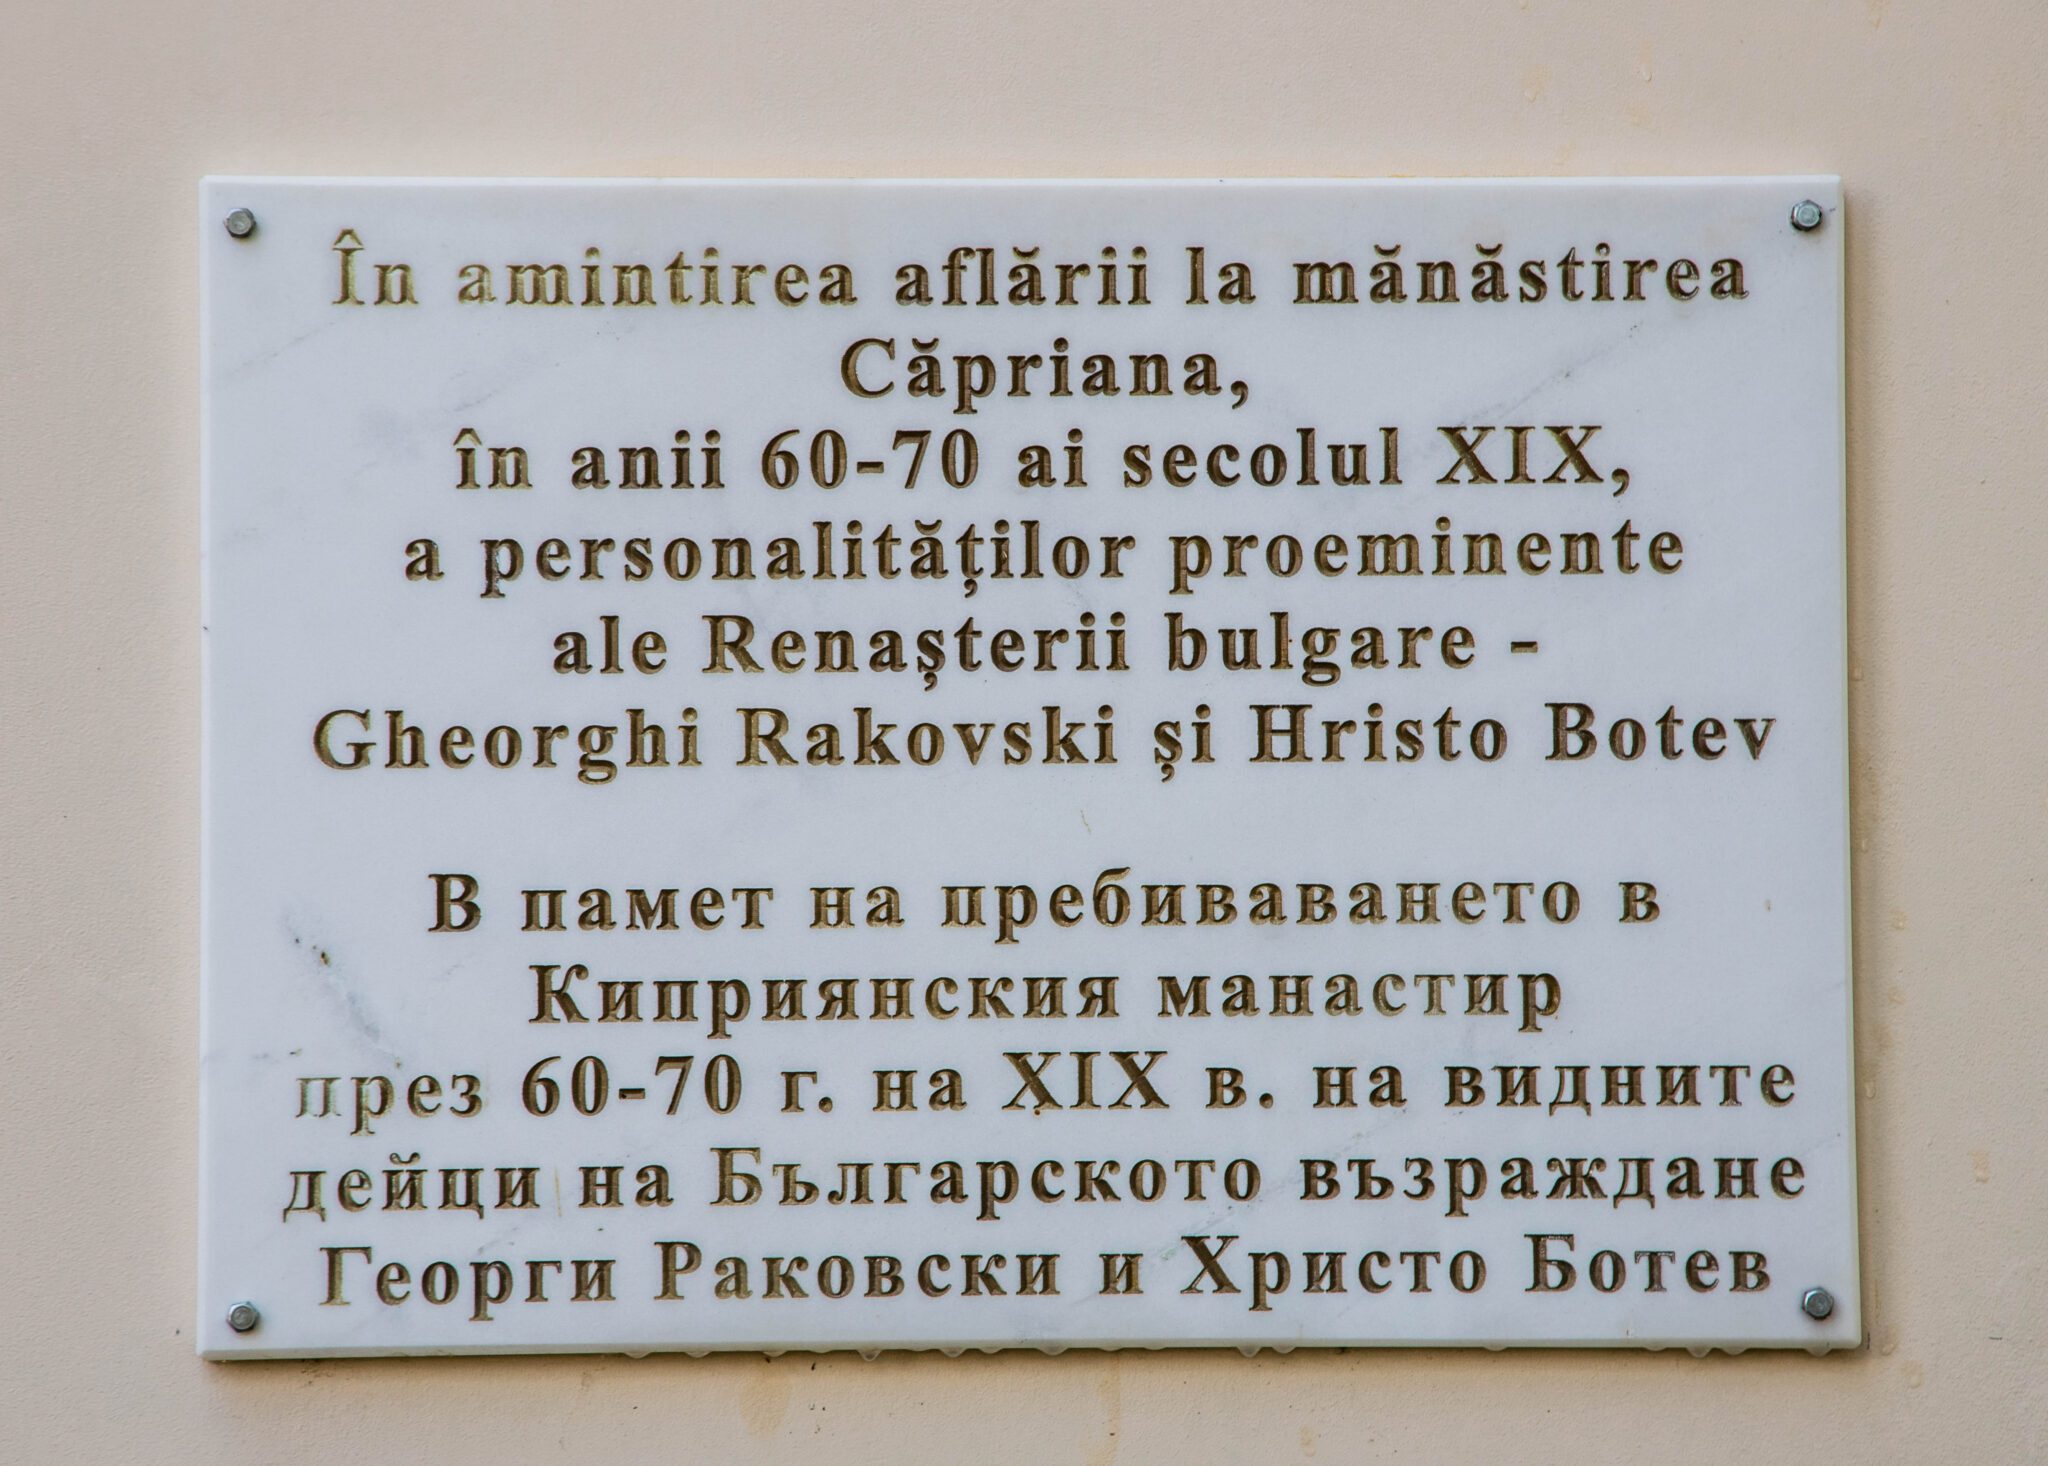 În amintirea aflării la mănăstirea
Căpriana,
în anii 60-70 ai secolul XIX,
a personalităților proeminente
ale Renașterii bulgare -
Gheorghi Rakovski și Hristo Botev
В памет на пребиваването в
Киприянския манастир
през 60-70 г. на XIX в. на видните
дейци на Българското възраждане
Георги Раковски и Христо Ботев